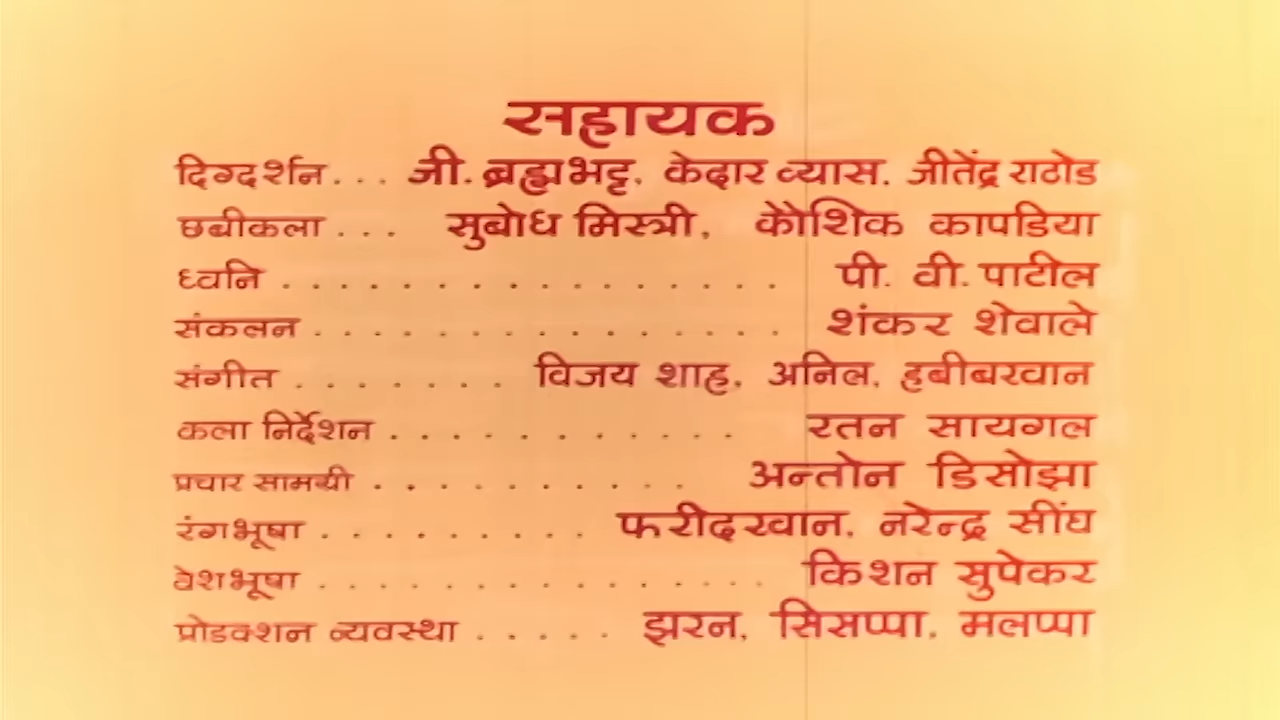 सहायक
दिग्दर्शन... जी. ब्रह्मभट्ट, केदार व्यास, जीतेंद्र राठोड
छबीकला... सुबोध मिस्त्री, कौशिक कापडिया
ध्वनि ................. पी. वी. पाटील
संकलन ............... शंकर शेवाले
संगीत ........ विजय शाह, अनिल, हबीबखान
कला निर्देशन ............ रतन सायगल
प्रचार सामग्री .......... अन्तोन डिसोझा
रंगभूषा ......... फरीदखान, नरेन्द्र सींघ
वेशभूषा ................ किशन सुपेकर
प्रोडक्शन व्यवस्था ..... झरन, सिसप्पा, मलप्पा